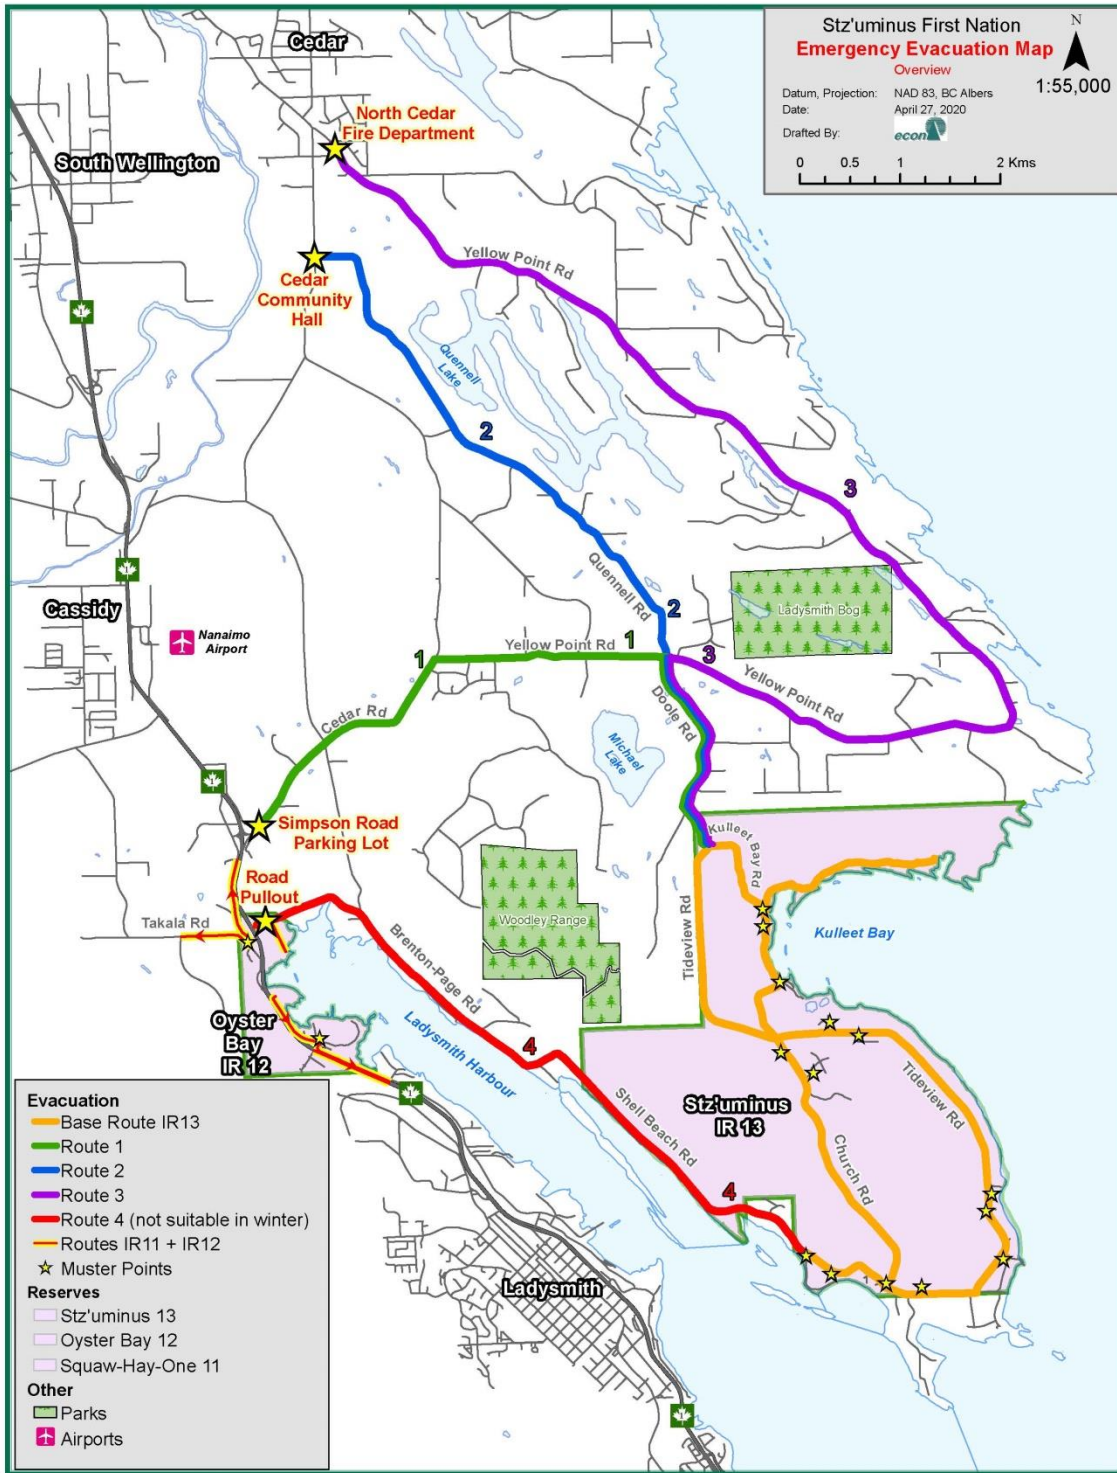 Stz'uminus First Nation
Emergency Evacuation Map
Overview
N
1:55,000
Datum, Projection: NAD 83, BC Albers
Date: April 27, 2020
Drafted By: econ
0 0.5 1 2 Kms
Cedar
North Cedar
Fire Department
South Wellington
Yellow Point Rd
Cedar
Community
Hall
1
Quennell
Lake
2
3
1
Cassidy
Quennell Rd
2
Ladysmith Bog
Nanaimo
Airport
Yellow Point Rd
1
1
3
Yellow Point Rd
Doole Rd
Cedar Rd
Michael
Lake
1
Simpson Road
Parking Lot
Kulleet Bay Rd
Road
Pullout
Takala Rd
Woodley Range
Tideview Rd
Kulleet Bay
Brenton-Page Rd
Oyster
Bay
IR 12
Ladysmith Harbour
4
1
Shell Beach Rd
Stz'uminus
IR 13
Tideview Rd
Church Rd
4
Ladysmith
1
Evacuation
Base Route IR13
Route 1
Route 2
Route 3
Route 4 (not suitable in winter)
Routes IR11 + IR12
Muster Points
Reserves
Stz'uminus 13
Oyster Bay 12
Squaw-Hay-One 11
Other
Parks
Airports